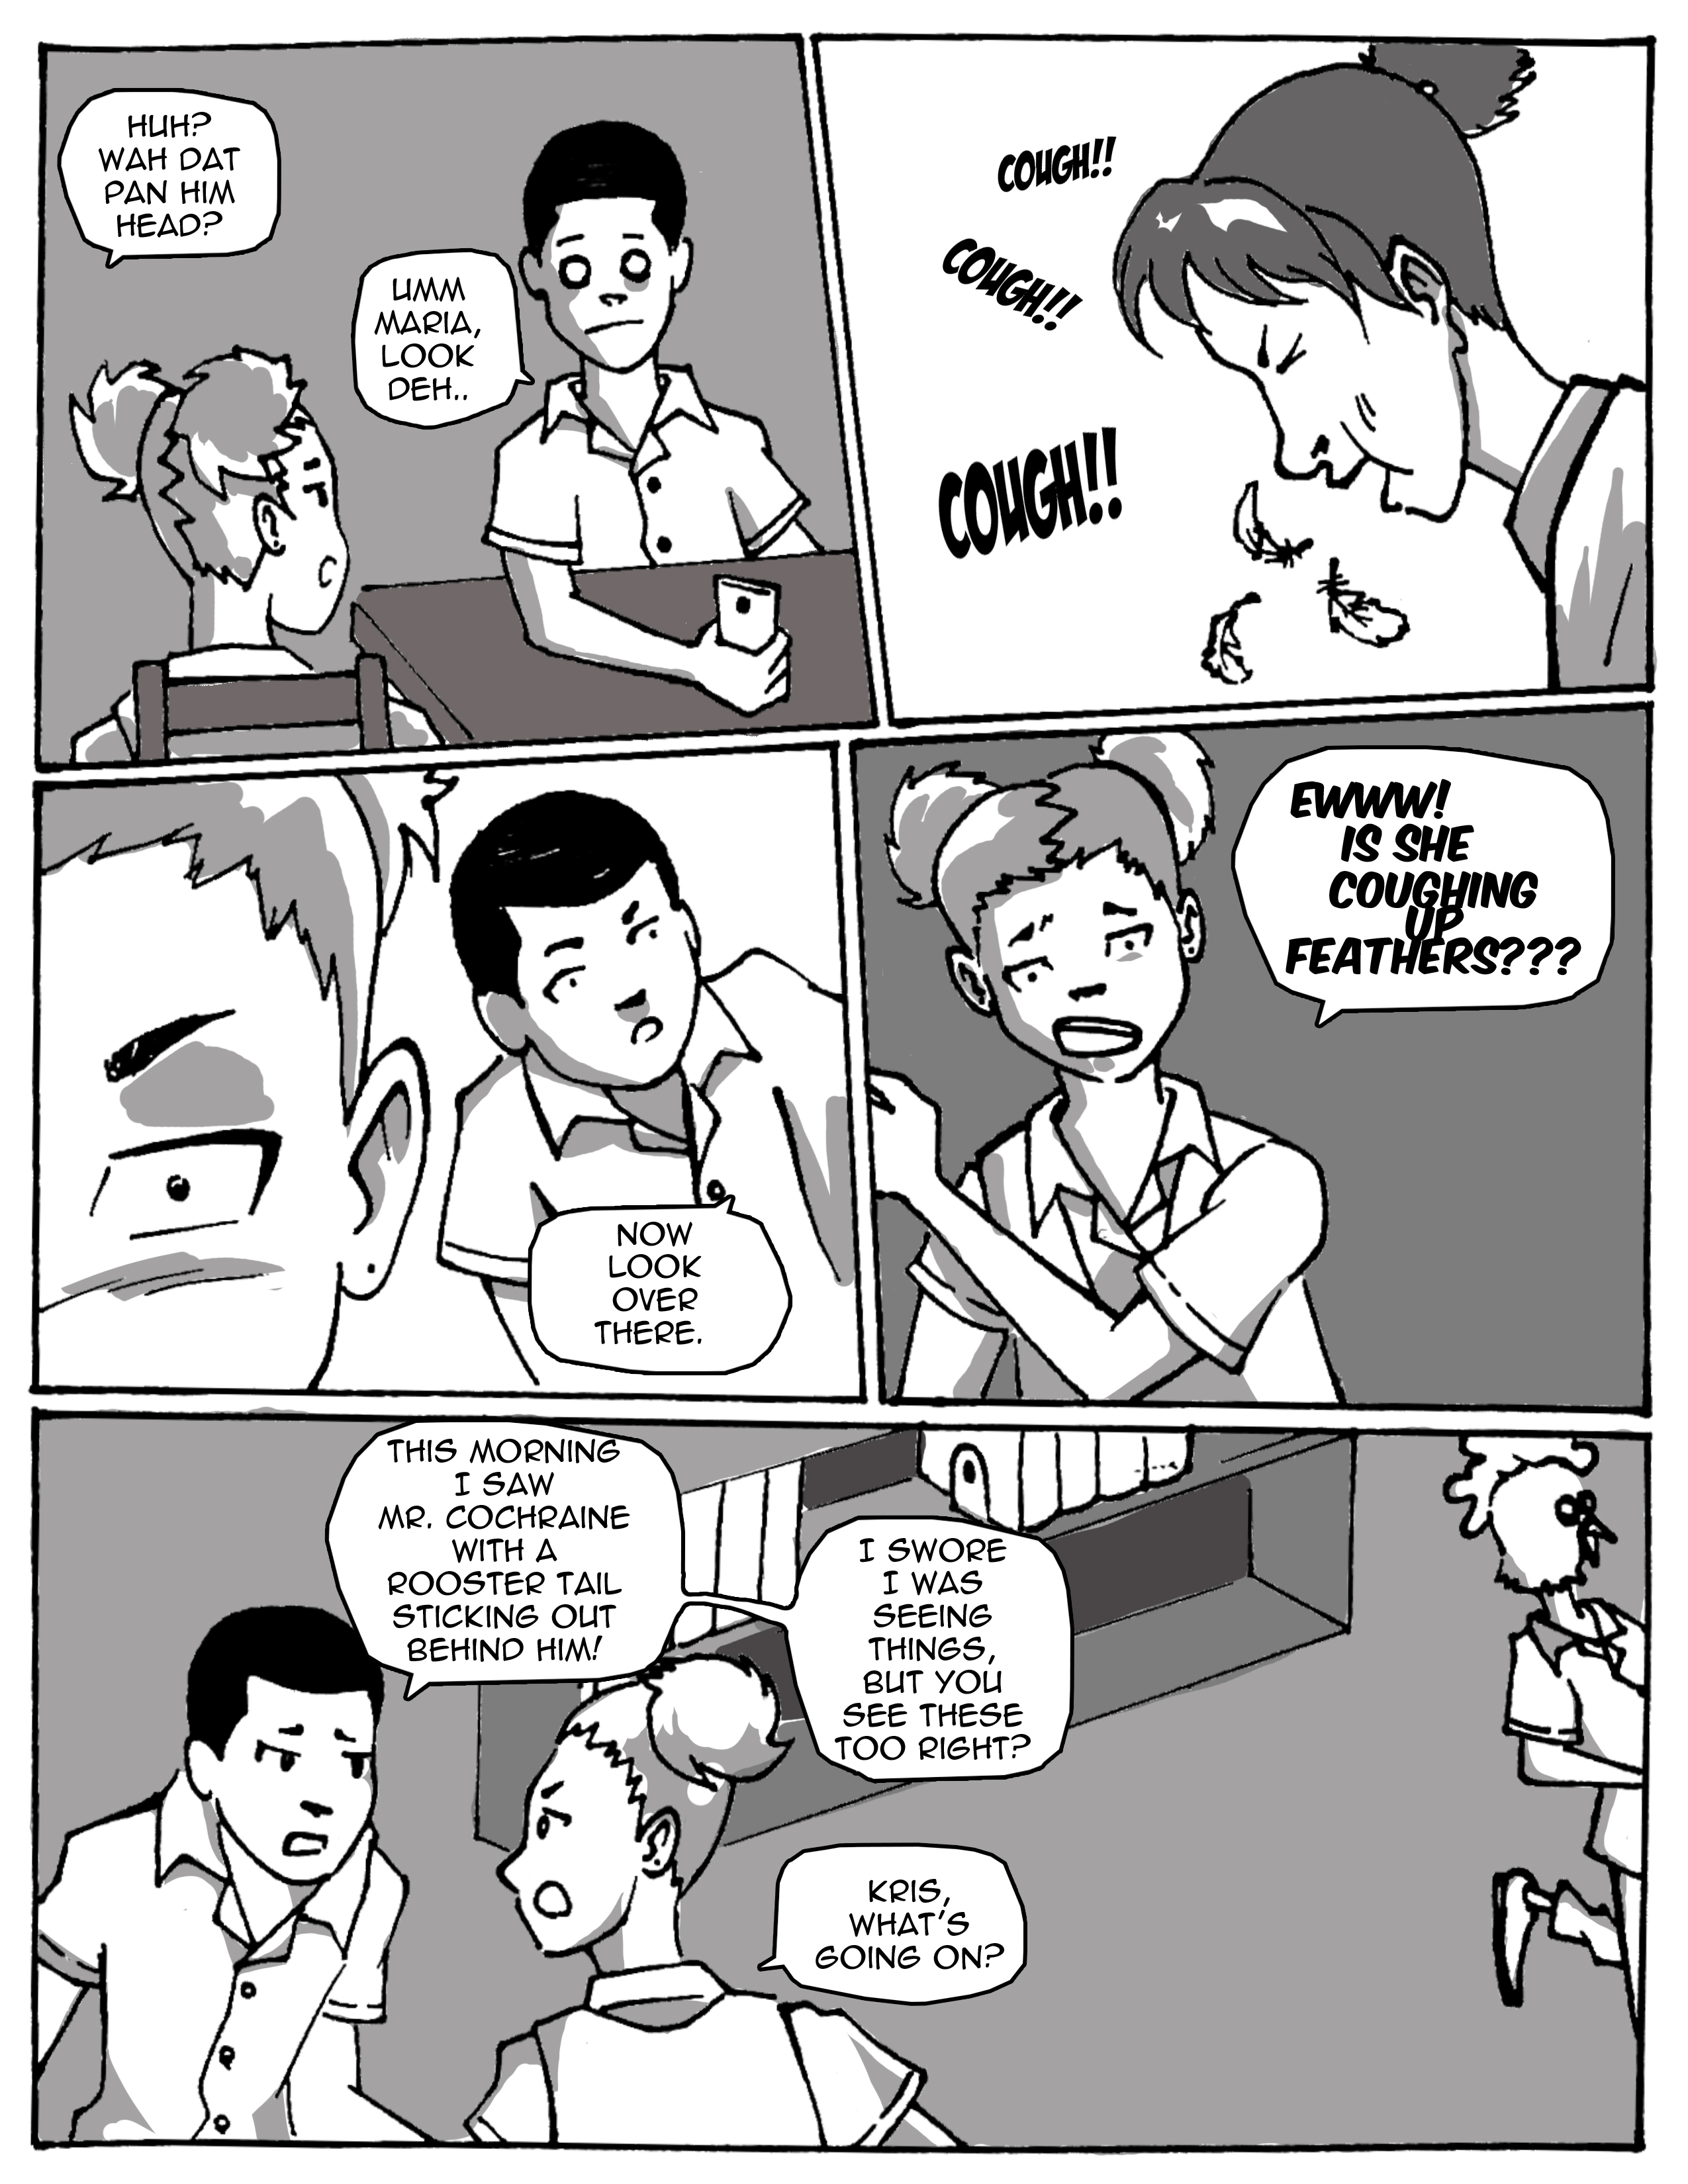 HUH?
WAH DAT
PAN HIM
HEAD?
UMM
MARIA,
LOOK
DEH..
COUGH!!
COUGH!!
COUGH!!
NOW
LOOK
OVER
THERE.
EWWW!
IS SHE
COUGHING
UP
FEATHERS???
THIS MORNING
I SAW
MR. COCHRAINE
WITH A
ROOSTER TAIL
STICKING OUT
BEHIND HIM!
I SWORE
I WAS
SEEING
THINGS,
BUT YOU
SEE THESE
TOO RIGHT?
KRIS,
WHAT'S
GOING ON?